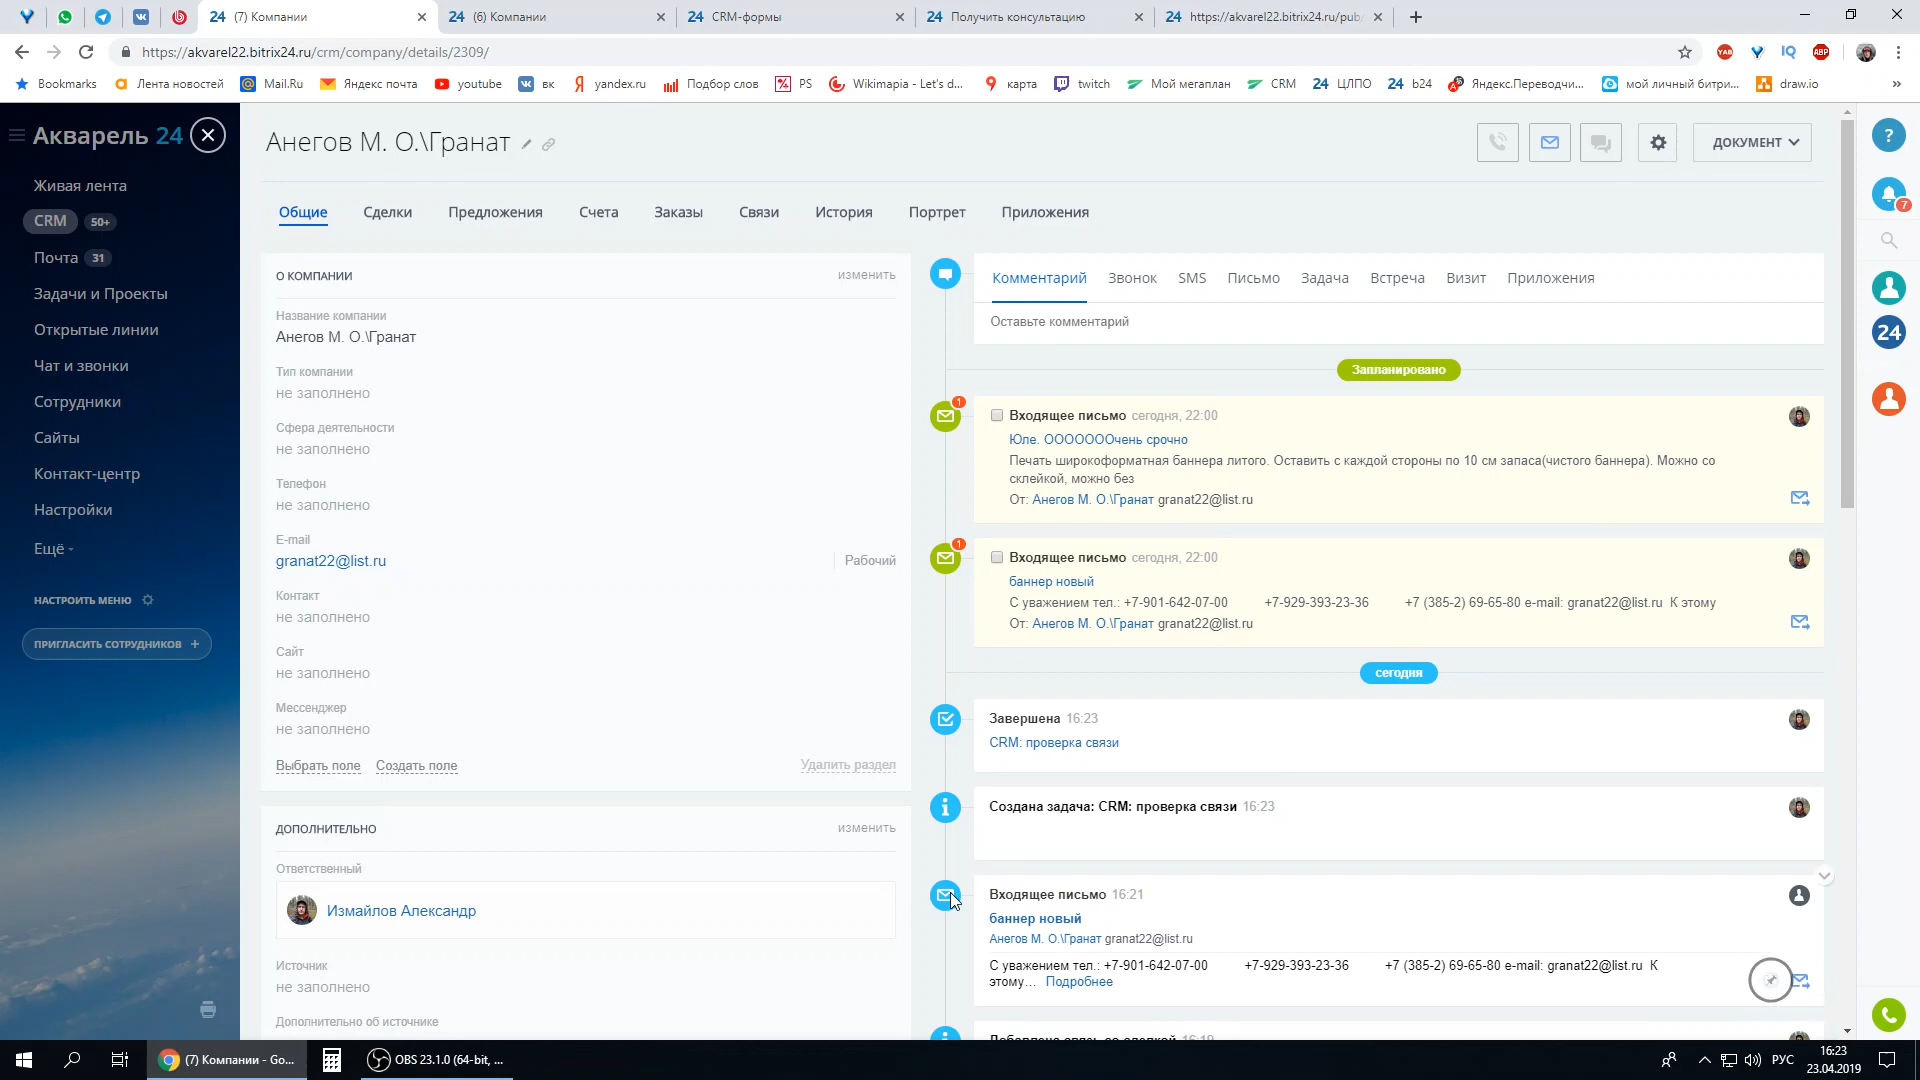 (7) Компании
(6) Компании
CRM-формы
Получить консультацию
https://akvarel22.bitrix24.ru/pub
https://akvarel22.bitrix24.ru/crm/company/details/2309/
Bookmarks
Лента новостей
Mail.Ru
Яндекс почта
youtube
вк
yandex.ru
Подбор слов
PS
Wikimapia - Let's d...
карта
twitch
Мой мегаплан
CRM
24 ЦЛПО
24 b24
Яндекс.Переводчи...
мой личный битри...
draw.io
Акварель 24
Живая лента
CRM 50+
Почта 31
Задачи и Проекты
Открытые линии
Чат и звонки
Сотрудники
Сайты
Контакт-центр
Настройки
Ещё
НАСТРОИТЬ МЕНЮ
ПРИГЛАСИТЬ СОТРУДНИКОВ +
Анегов М. О.\Гранат
ДОКУМЕНТ
Общие
Сделки
Предложения
Счета
Заказы
Связи
История
Портрет
Приложения
О КОМПАНИИ
изменить
Название компании
Анегов М. О.\Гранат
Тип компании
не заполнено
Сфера деятельности
не заполнено
Телефон
не заполнено
E-mail
granat22@list.ru
Рабочий
Контакт
не заполнено
Сайт
не заполнено
Мессенджер
не заполнено
Выбрать поле
Создать поле
Удалить раздел
ДОПОЛНИТЕЛЬНО
изменить
Ответственный
Измайлов Александр
Источник
не заполнено
Дополнительно об источнике
Комментарий
Звонок
SMS
Письмо
Задача
Встреча
Визит
Приложения
Оставьте комментарий
Запланировано
1
Входящее письмо сегодня, 22:00
Юле. ОООООООчень срочно
Печать широкоформатная баннера литого. Оставить с каждой стороны по 10 см запаса(чистого баннера). Можно со
склейкой, можно без
От: Анегов М. О.\Гранат granat22@list.ru
1
Входящее письмо сегодня, 22:00
баннер новый
С уважением тел.: +7-901-642-07-00 +7-929-393-23-36 +7 (385-2) 69-65-80 e-mail: granat22@list.ru К этому
От: Анегов М. О.\Гранат granat22@list.ru
сегодня
Завершена 16:23
CRM: проверка связи
Создана задача: CRM: проверка связи 16:23
Входящее письмо 16:21
баннер новый
Анегов М. О.\Гранат granat22@list.ru
С уважением тел.: +7-901-642-07-00 +7-929-393-23-36 +7 (385-2) 69-65-80 e-mail: granat22@list.ru К
этому… Подробнее
?
7
24
(7) Компании - Go...
OBS 23.1.0 (64-bit, ...
РУС
16:23
23.04.2019